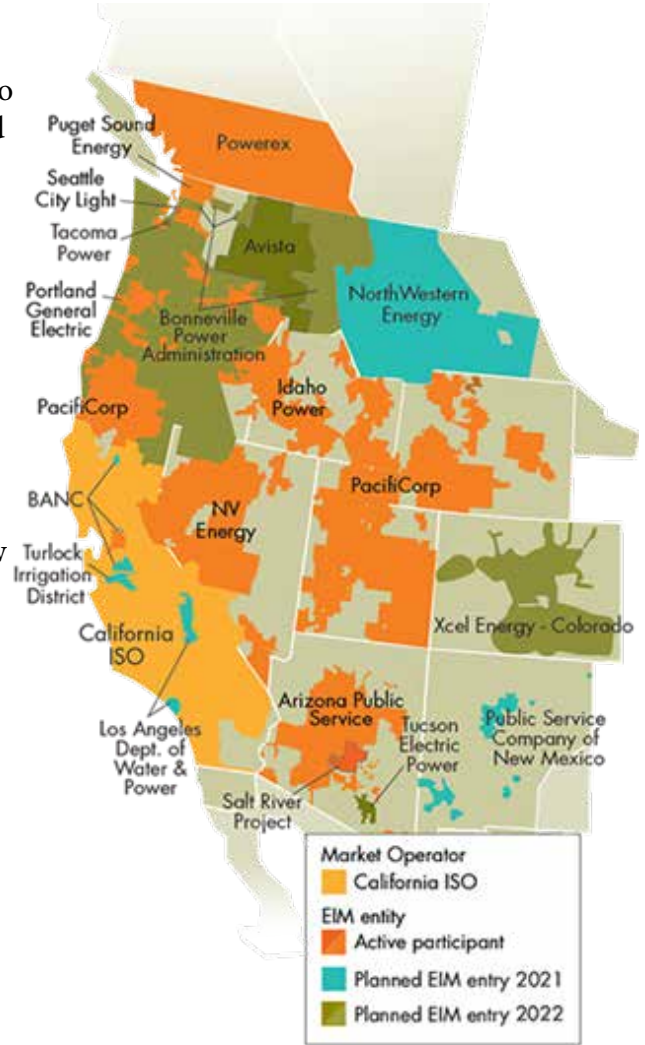 o
d
y
Powerex
Puget Sound
Energy
Seattle
City Light
Tacoma
Power
Avista
Portland
General
Electric
Bonneville
Power
Administration
NorthWestern
Energy
Idaho
Power
PacifiCorp
PacifiCorp
BANC
NV
Energy
Turlock
Irrigation
District
California
ISO
Xcel Energy - Colorado
Los Angeles
Dept. of
Water &
Power
Arizona Public
Service
Tucson
Electric
Power
Public Service
Company of
New Mexico
Salt River
Project
Market Operator
California ISO
EIM entity
Active participant
Planned EIM entry 2021
Planned EIM entry 2022